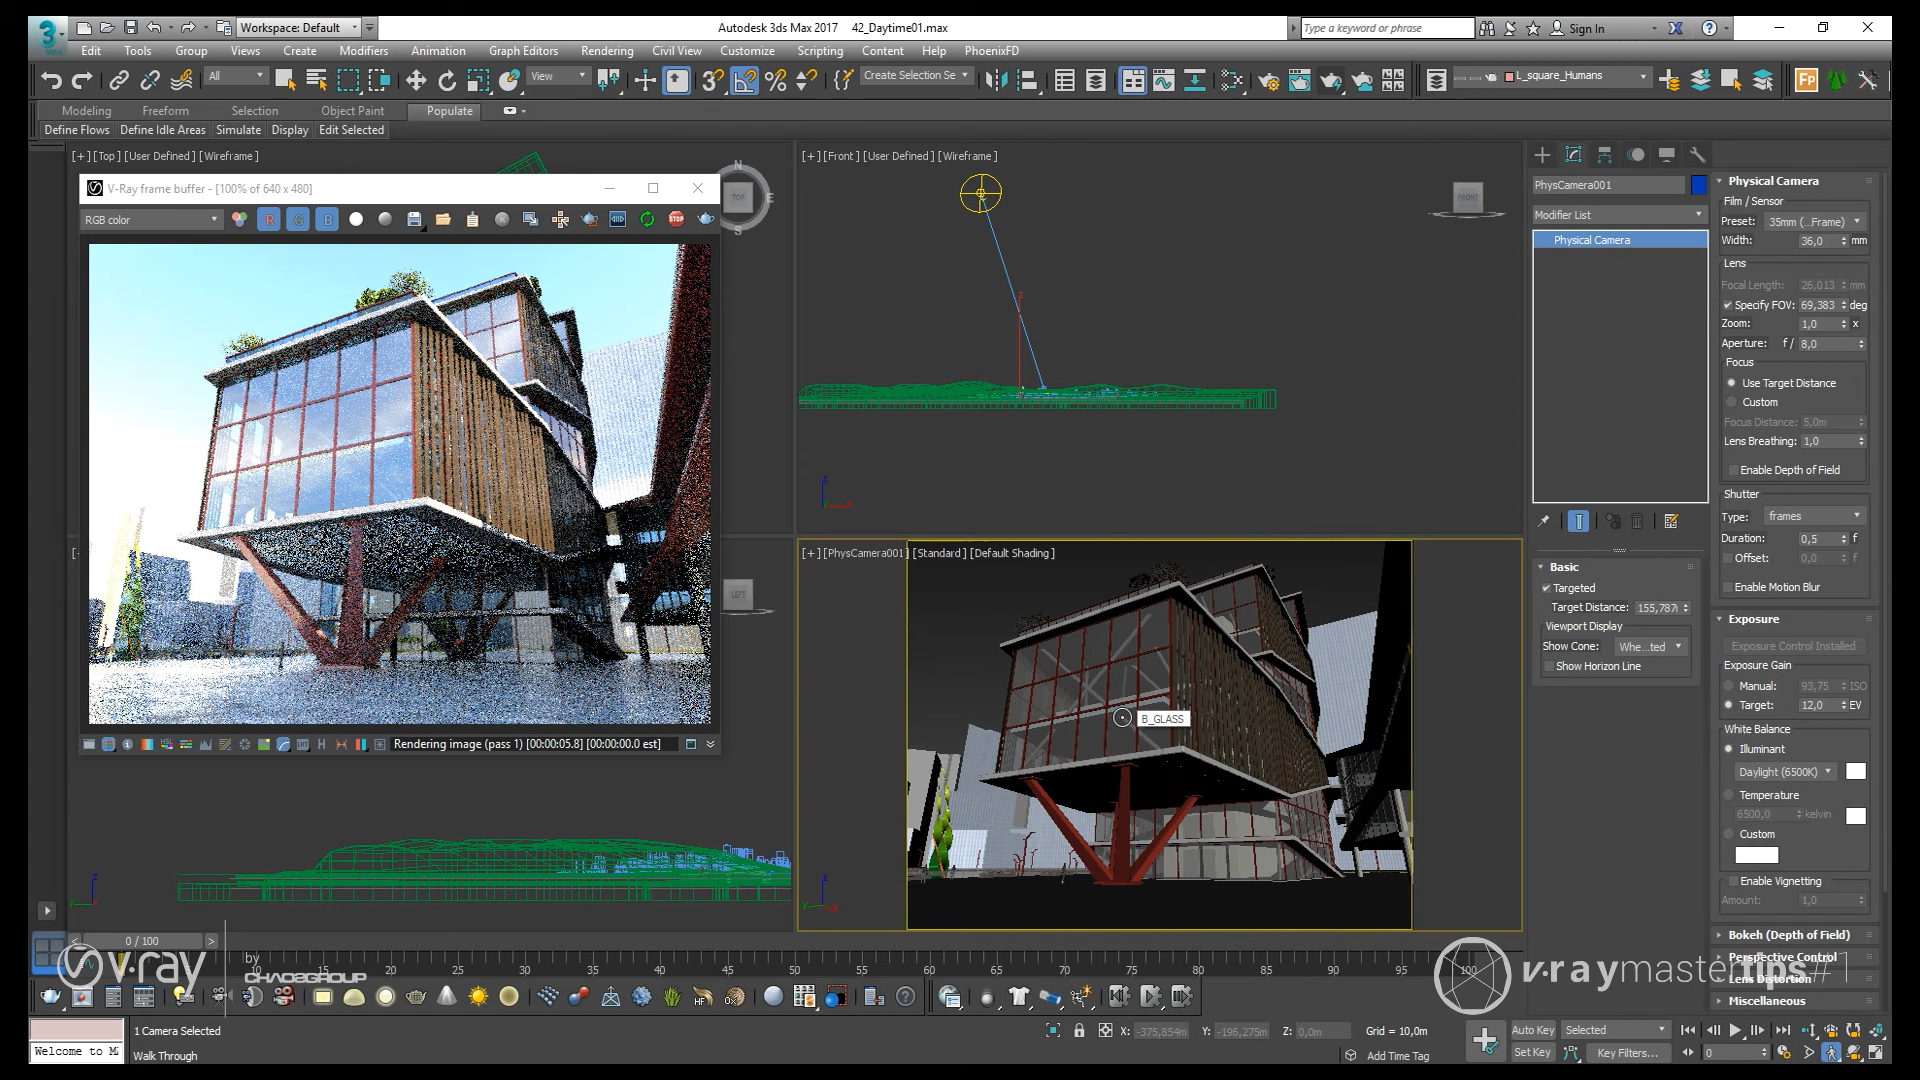 Workspace: Default
Autodesk 3ds Max 2017 42_Daytime01.max
Type a keyword or phrase
Sign In
MAX
Edit Tools Group Views Create Modifiers Animation Graph Editors Rendering Civil View Customize Scripting Content Help PhoenixFD
All
View
Create Selection Se
L_square_Humans
Fp
Modeling Freeform Selection Object Paint Populate
Define Flows Define Idle Areas Simulate Display Edit Selected
[+] [Top] [User Defined] [Wireframe]
N
TOP
E
S
V-Ray frame buffer - [100% of 640 x 480]
RGB color
R G B
STOP
Rendering image (pass 1) [00:00:05.8] [00:00:00.0 est]
[+] [Front] [User Defined] [Wireframe]
FRONT
LEFT
[+] [PhysCamera001] [Standard] [Default Shading]
B_GLASS
PhysCamera001
Modifier List
Physical Camera
Basic
Targeted
Target Distance: 155,787
Viewport Display
Show Cone: Whe...ted
Show Horizon Line
Physical Camera
Film / Sensor
Preset: 35mm (...Frame)
Width: 36,0 mm
Lens
Focal Length: 26,013 mm
Specify FOV: 69,383 deg
Zoom: 1,0 x
Aperture: f / 8,0
Focus
Use Target Distance
Custom
Focus Distance: 5,0m
Lens Breathing: 1,0
Enable Depth of Field
Shutter
Type: frames
Duration: 0,5 f
Offset: 0,0 f
Enable Motion Blur
Exposure
Exposure Control Installed
Exposure Gain
Manual: 93,75 ISO
Target: 12,0 EV
White Balance
Illuminant
Daylight (6500K)
Temperature
6500,0 kelvin
Custom
Enable Vignetting
Amount: 1,0
Bokeh (Depth of Field)
Perspective Control
Lens Distortion
Miscellaneous
0 / 100
10 15 20 25 30 35 40 45 50 55 60 65 70 75 80 85 90 95 100
v·ray
by
CHAOSGROUP
v·raymastertips#1
1 Camera Selected
Welcome to M
Walk Through
X: -375,854m Y: -196,275m Z: 0,0m Grid = 10,0m
Add Time Tag
Auto Key Selected
Set Key Key Filters...
0